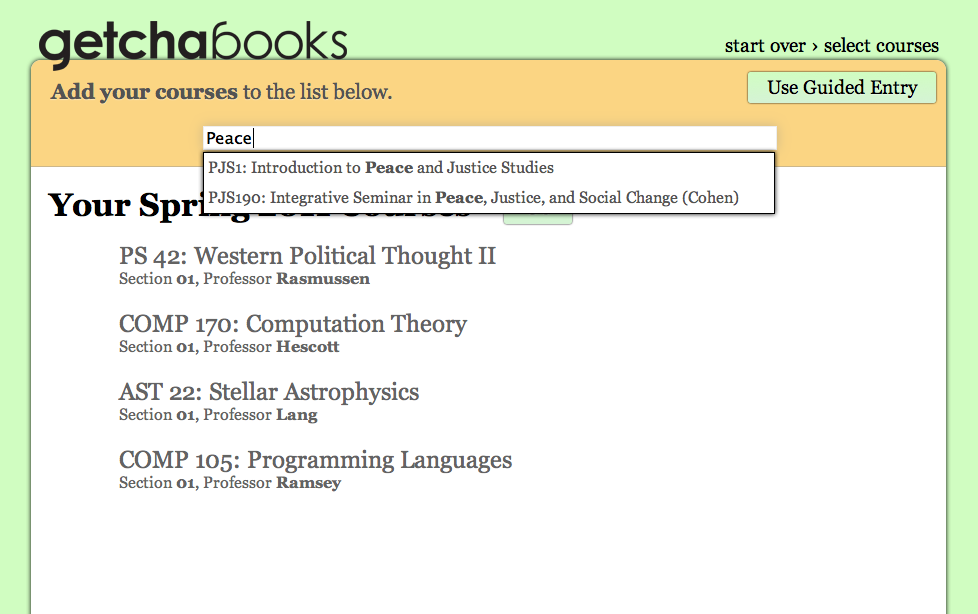 getchabooks
start over › select courses
Add your courses to the list below.
Use Guided Entry
Peace
PJS1: Introduction to Peace and Justice Studies
PJS190: Integrative Seminar in Peace, Justice, and Social Change (Cohen)
Your Spring
PS 42: Western Political Thought II
Section 01, Professor Rasmussen
COMP 170: Computation Theory
Section 01, Professor Hescott
AST 22: Stellar Astrophysics
Section 01, Professor Lang
COMP 105: Programming Languages
Section 01, Professor Ramsey